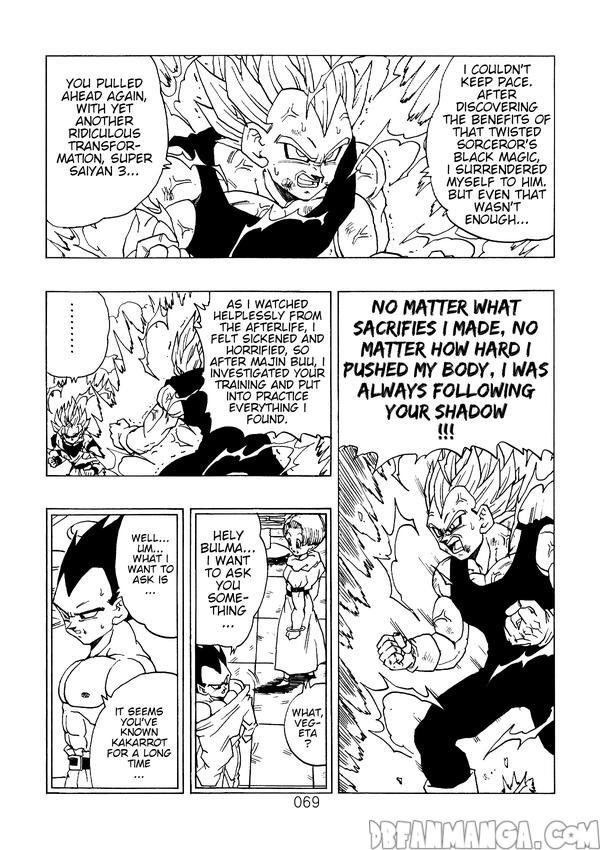 I COULDN'T
KEEP PACE.
AFTER
DISCOVERING
THE BENEFITS
OF THAT
TWISTED
SORCEROR'S
BLACK MAGIC,
I SURRENDERED
MYSELF TO HIM.
BUT EVEN THAT
WASN'T
ENOUGH...
YOU PULLED
AHEAD AGAIN,
WITH YET
ANOTHER
RIDICULOUS
TRANSFOR-
MATION, SUPER
SAIYAN 3...
NO MATTER WHAT
SACRIFIES I MADE, NO
MATTER HOW HARD I
PUSHED MY BODY, I WAS
ALWAYS FOLLOWING
YOUR SHADOW
!!!
AS I WATCHED
HELPLESSLY FROM
THE AFTERLIFE, I
FELT SICKENED AND
HORRIFIED, SO
AFTER MAJIN BUU, I
INVESTIGATED YOUR
TRAINING AND PUT
INTO PRACTICE
EVERYTHING I
FOUND.
........
HELY
BULMA...
I WANT
TO ASK
YOU
SOME-
THING
...
WHAT,
VEG-
ETA
?
WELL...
UM...
WHAT I
WANT TO
ASK IS
...
IT SEEMS
YOU'VE
KNOWN
KAKARROT
FOR A LONG
TIME
...
069
DBFANMANGA.COM